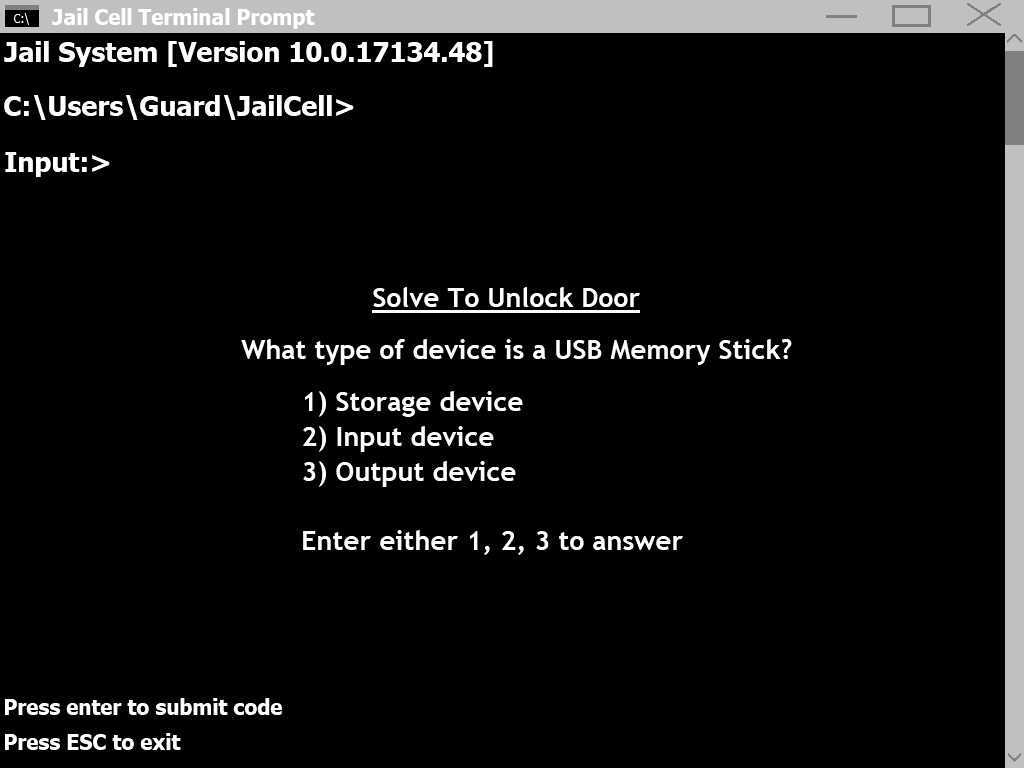 C:\ Jail Cell Terminal Prompt
Jail System [Version 10.0.17134.48]
C:\Users\Guard\JailCell>
Input:>
Solve To Unlock Door
What type of device is a USB Memory Stick?
1) Storage device
2) Input device
3) Output device
Enter either 1, 2, 3 to answer
Press enter to submit code
Press ESC to exit